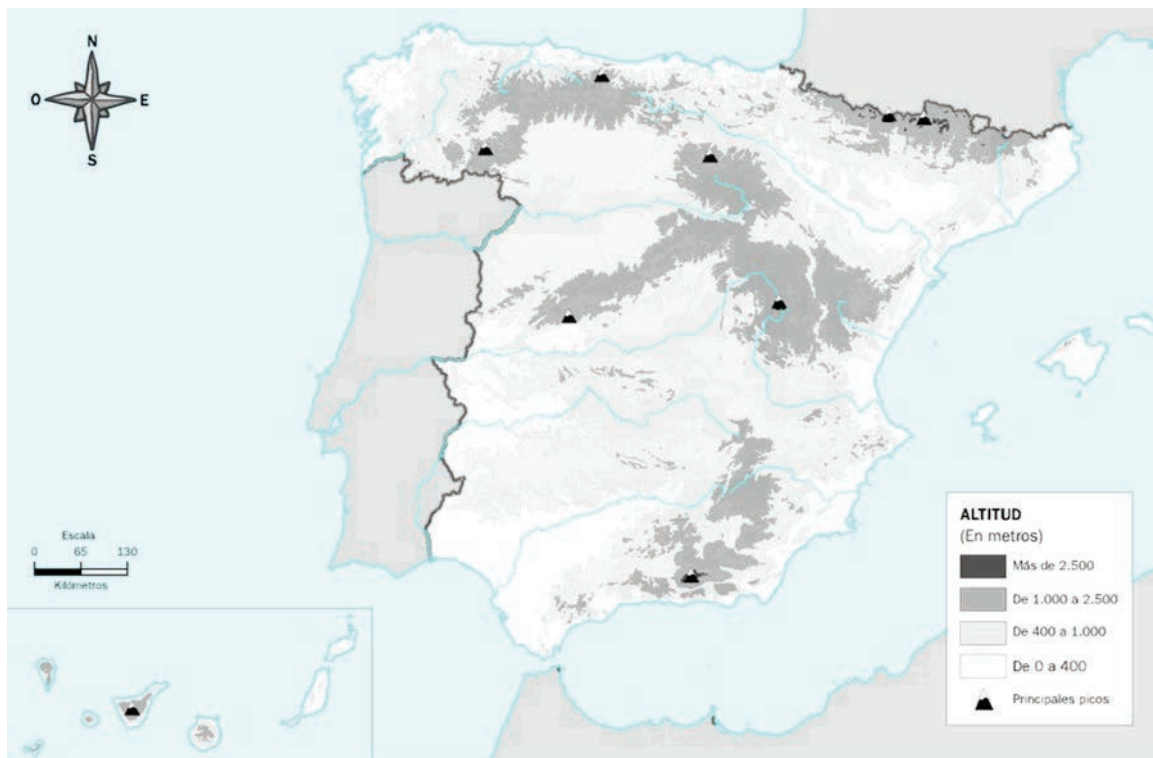 N
O E
S
Escala
0 65 130
Kilómetros
ALTITUD
(En metros)
Más de 2.500
De 1.000 a 2.500
De 400 a 1.000
De 0 a 400
Principales picos